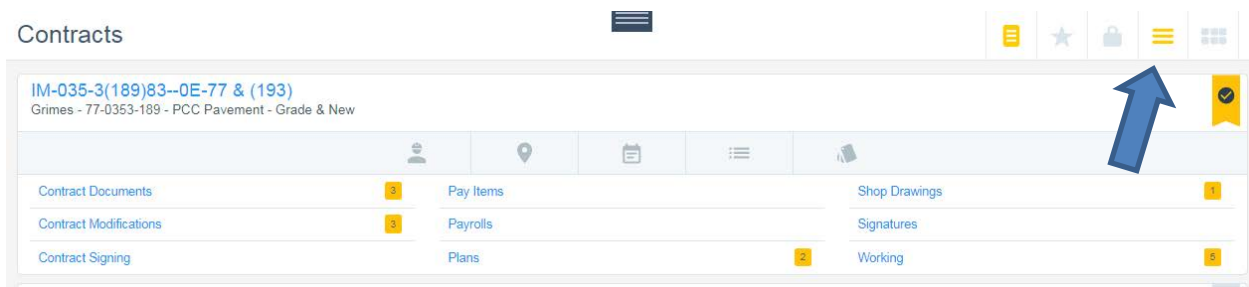 Contracts
IM-035-3(189)83--0E-77 & (193)
Grimes - 77-0353-189 - PCC Pavement - Grade & New
Contract Documents 3 Pay Items Shop Drawings 1
Contract Modifications 3 Payrolls Signatures
Contract Signing Plans 2 Working 5